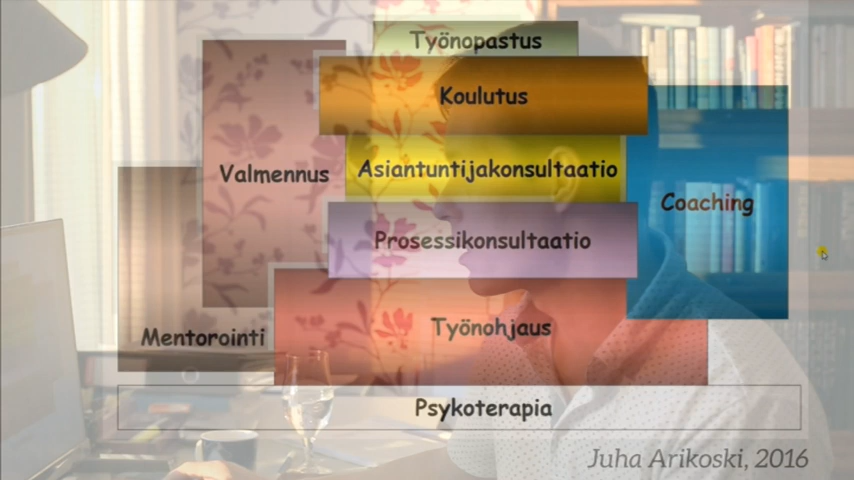 Työnopastus
Koulutus
Valmennus
Asiantuntijakonsultaatio
Coaching
Prosessikonsultaatio
Työnohjaus
Mentorointi
Psykoterapia
Juha Arikoski, 2016